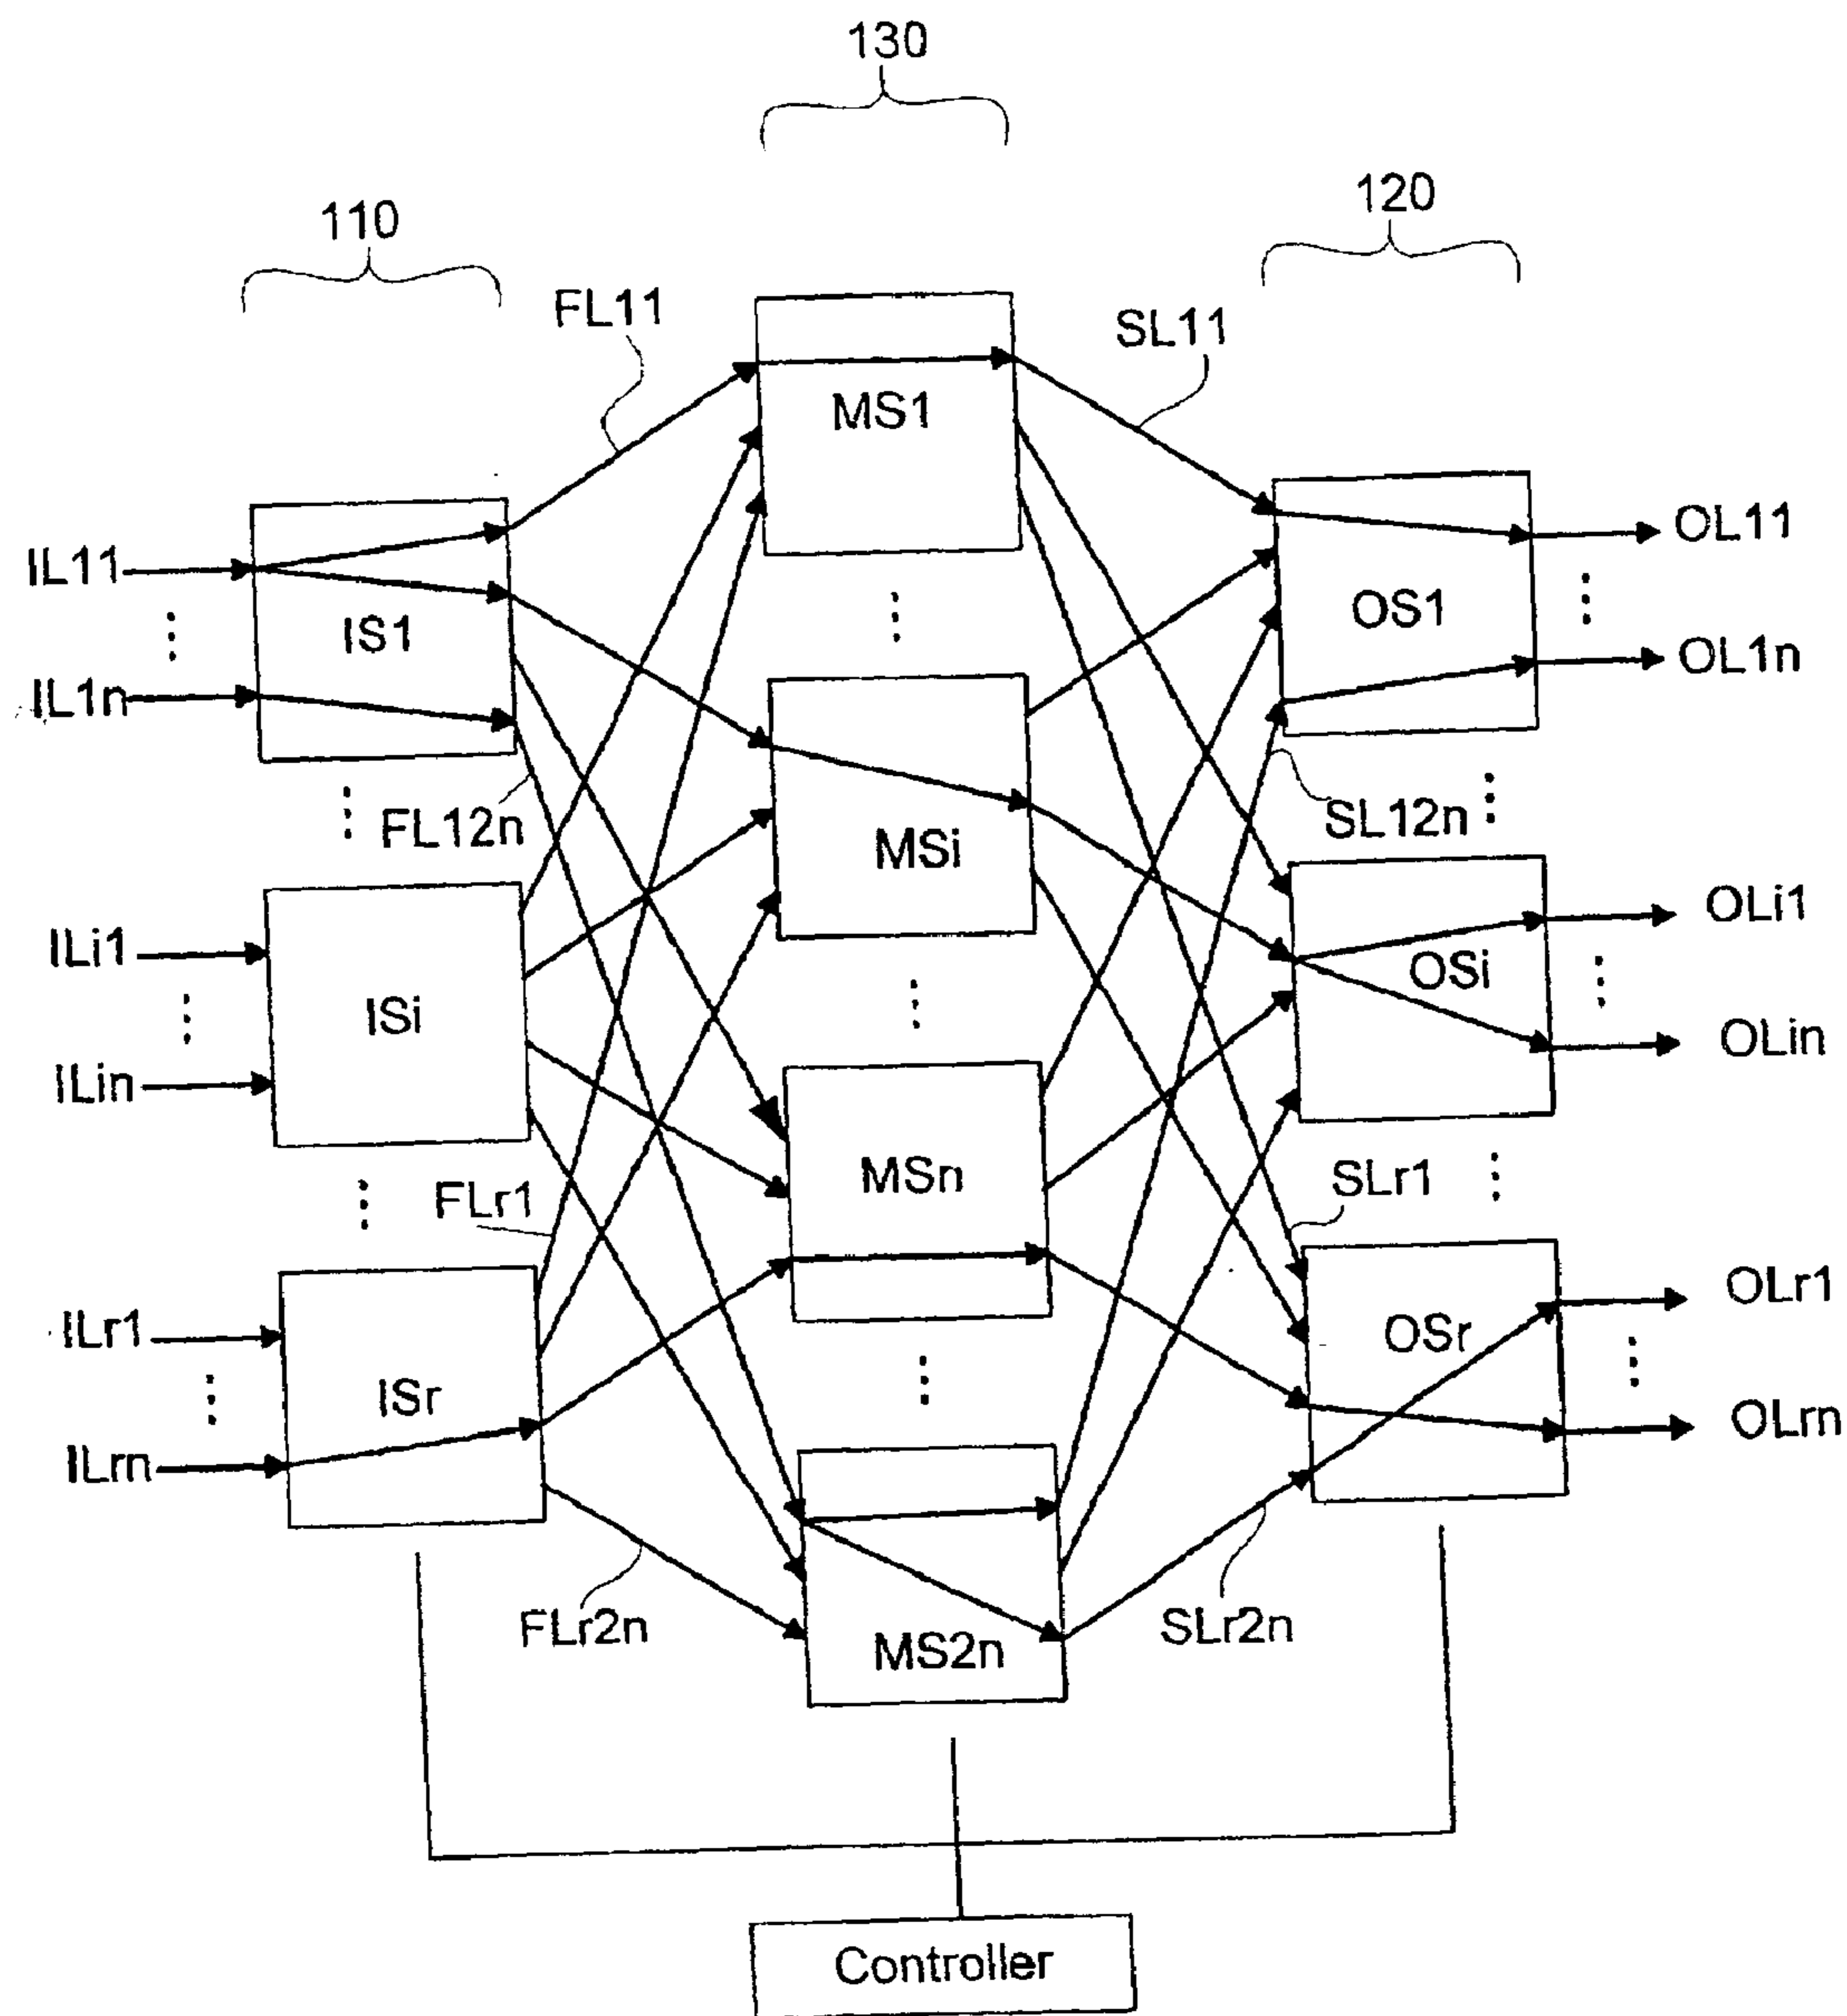 130
120
110
FL11
SL11
MS1
IL11
IS1
OS1
OL11
IL1n
OL1n
FL12n
SL12n
MSi
ILi1
ISi
OSi
OLi1
ILin
OLin
MSn
FLr1
SLr1
ILr1
ISr
OSr
OLr1
ILrn
OLrn
FLr2n
SLr2n
MS2n
Controller